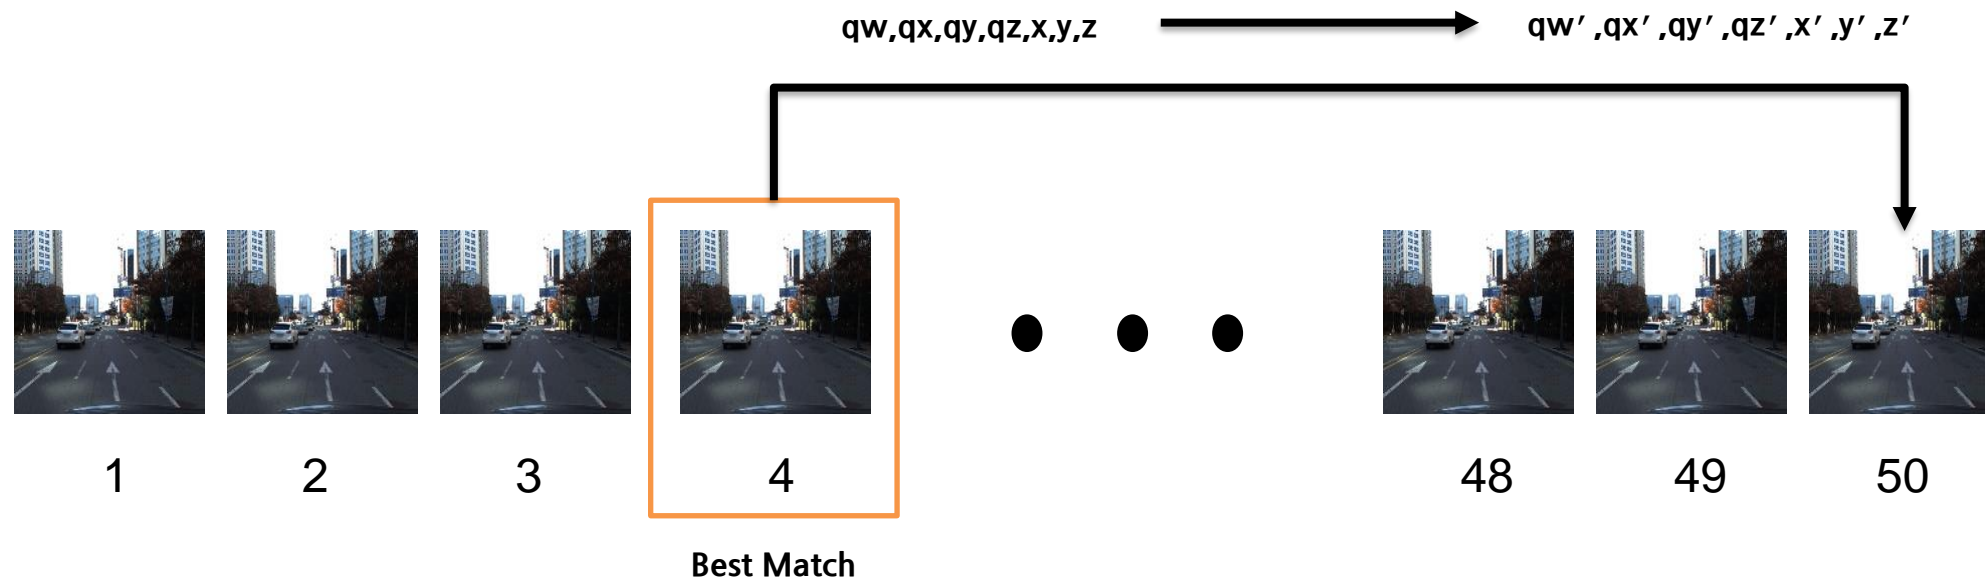 qw,qx,qy,qz,x,y,z qw′,qx′,qy′,qz′,x′,y′,z′
1 2 3 4 48 49 50
Best Match